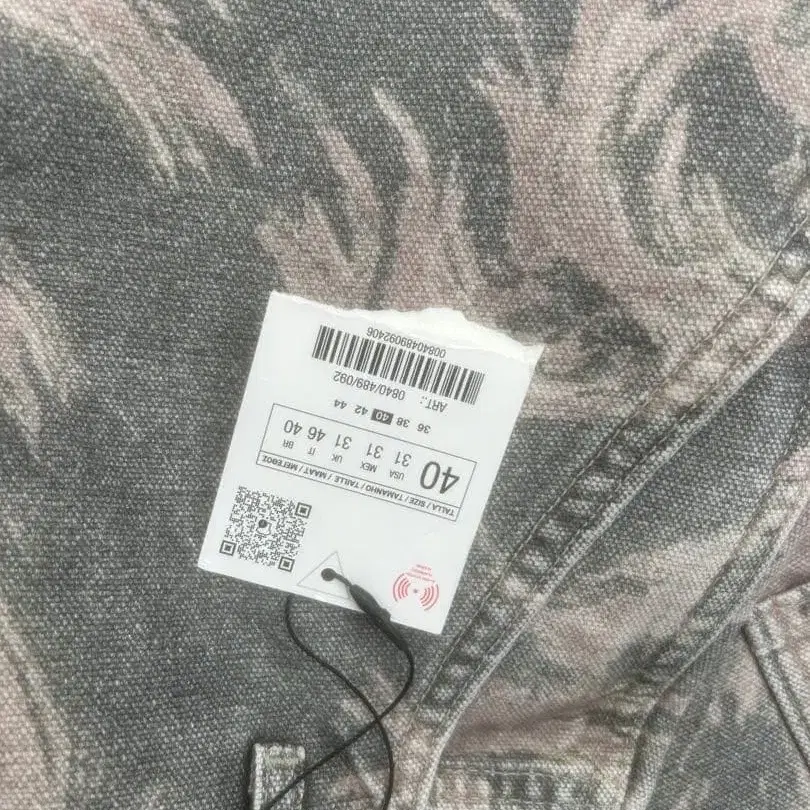 TALLA / SIZE / TAMANHO / TAILLE / MAAT / ΜΕΓΕΘΟΣ
40
USA MEX UK IT BR
31 31 31 46 40
36 38 40 42 44
ART.: 0840/489/092
00840489092406